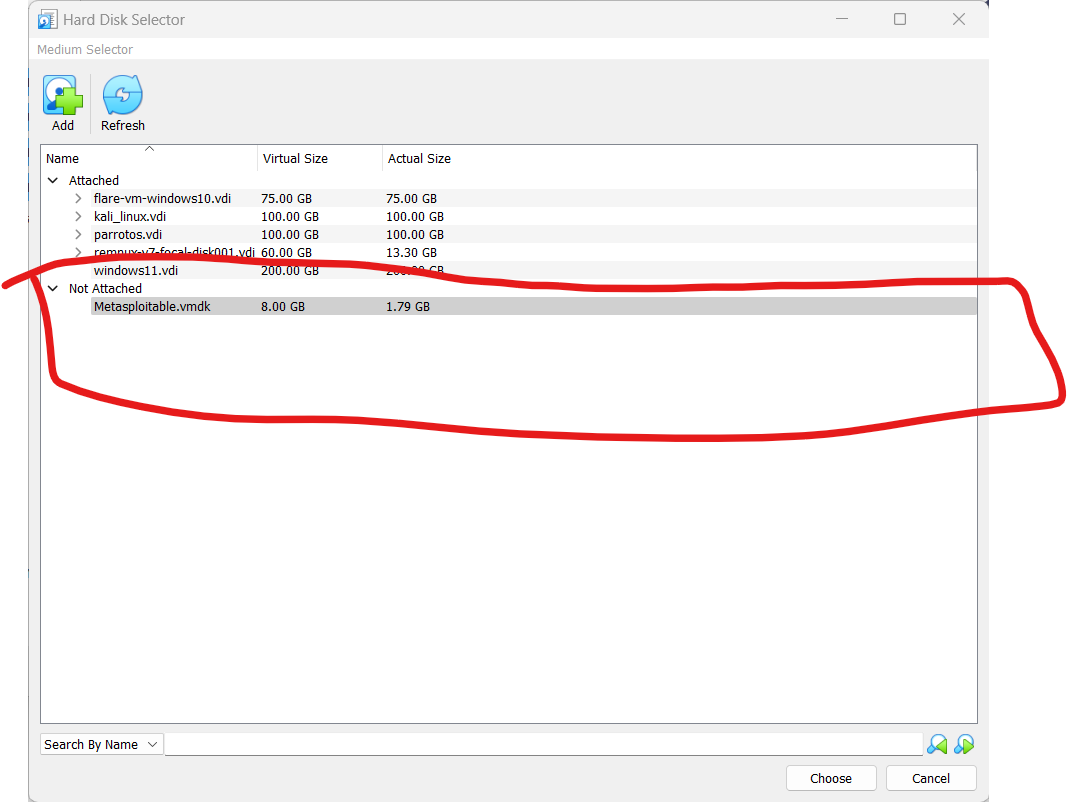 Hard Disk Selector
Medium Selector
Add Refresh
Name Virtual Size Actual Size
Attached
flare-vm-windows10.vdi 75.00 GB 75.00 GB
kali_linux.vdi 100.00 GB 100.00 GB
parrotos.vdi 100.00 GB 100.00 GB
remnux-v7-focal-disk001.vdi 60.00 GB 13.30 GB
windows11.vdi 200.00 GB 200.00 GB
Not Attached
Metasploitable.vmdk 8.00 GB 1.79 GB
Search By Name
Choose Cancel